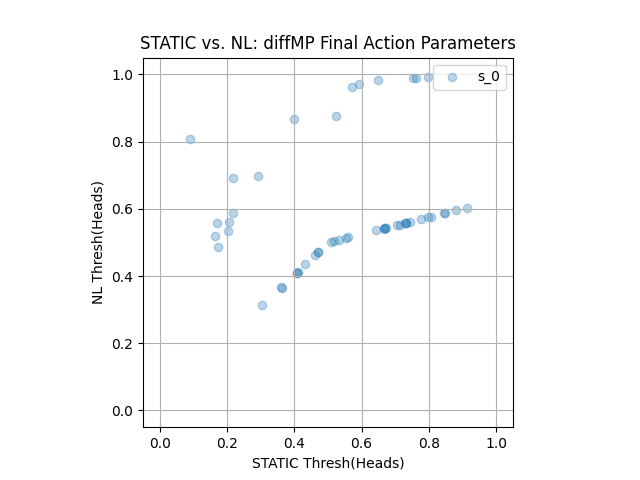 STATIC vs. NL: diffMP Final Action Parameters
s_0
1.0
0.8
0.6
0.4
0.2
0.0
NL Thresh(Heads)
0.0 0.2 0.4 0.6 0.8 1.0
STATIC Thresh(Heads)